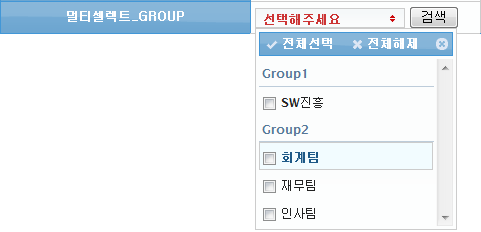 멀티셀렉트_GROUP
선택해주세요 검색
전체선택 전체해제
Group1
SW진흥
Group2
회계팀
재무팀
인사팀